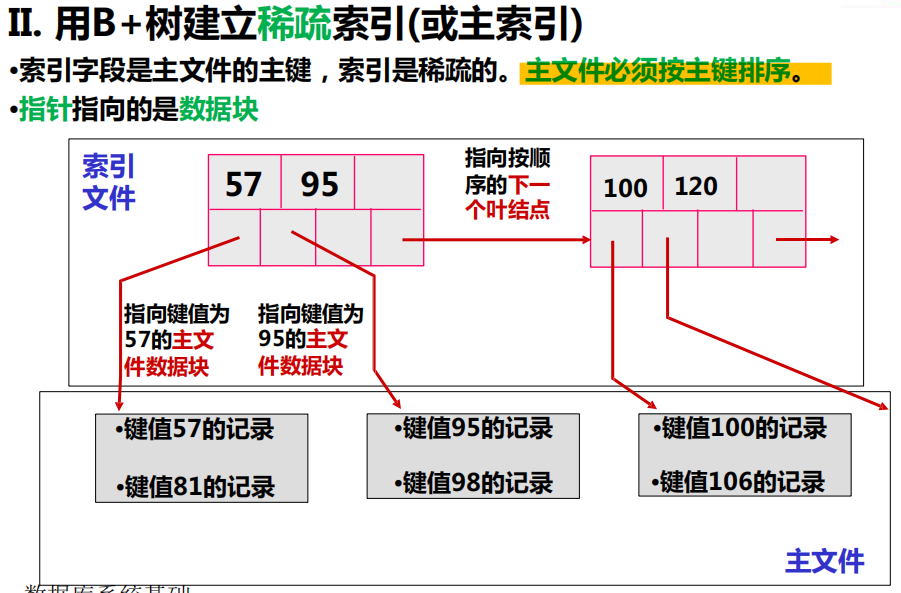 II. 用B+树建立稀疏索引(或主索引)
•索引字段是主文件的主键，索引是稀疏的。主文件必须按主键排序。
•指针指向的是数据块
索引
文件
57 95
指向按顺
序的下一
个叶结点
100 120
指向键值为
57的主文
件数据块
指向键值为
95的主文
件数据块
•键值57的记录
•键值81的记录
•键值95的记录
•键值98的记录
•键值100的记录
•键值106的记录
主文件
数据库系统基础